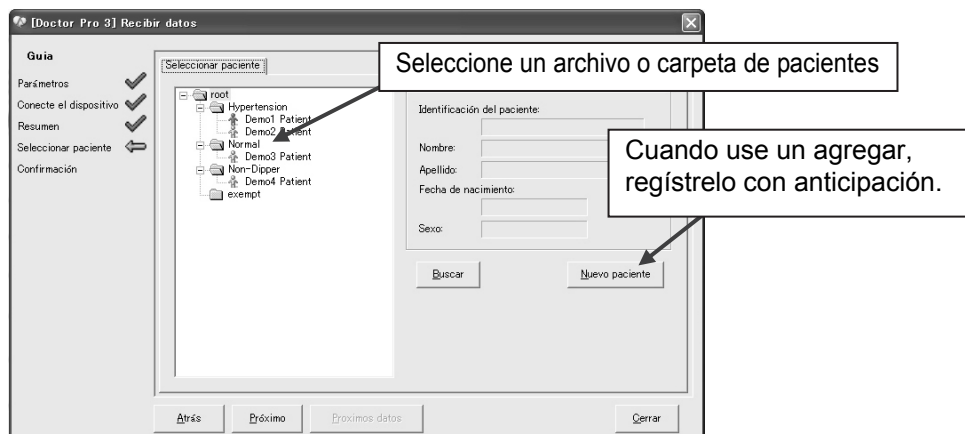 [Doctor Pro 3] Recibir datos
Guia
Parámetros
Conecte el dispositivo
Resumen
Seleccionar paciente
Confirmación
Seleccionar paciente
root
Hypertension
Demo1 Patient
Demo2 Patient
Normal
Demo3 Patient
Non-Dipper
Demo4 Patient
exempt
Seleccione un archivo o carpeta de pacientes
Identificación del paciente:
Nombre:
Apellido:
Fecha de nacimiento:
Sexo:
Cuando use un agregar,
regístrelo con anticipación.
Buscar
Nuevo paciente
Atrás
Próximo
Proximos datos
Cerrar